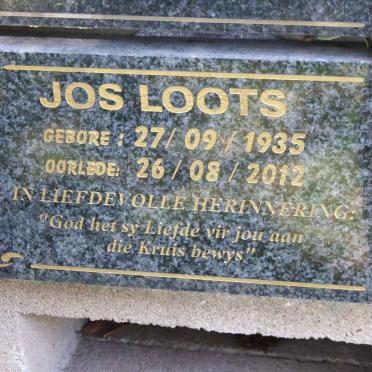 JOS LOOTS
GEBORE : 27/ 09 / 1935
OORLEDE: 26 / 08 / 2012
IN LIEFDEVOLLE HERINNERING:
"God het sy Liefde vir jou aan
die Kruis bewys"